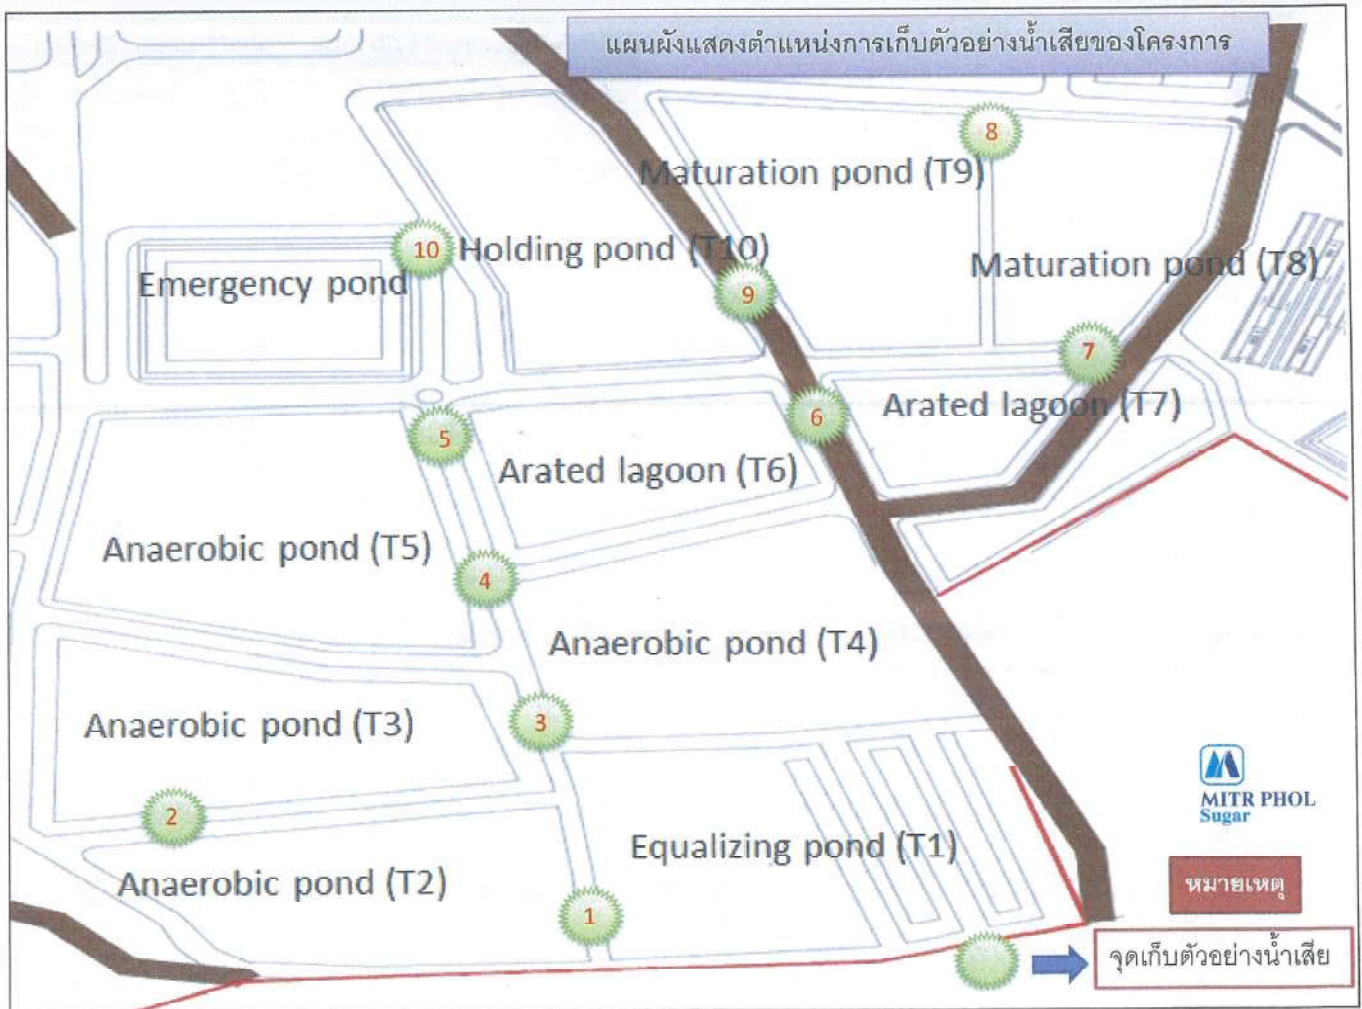 แผนผังแสดงตำแหน่งการเก็บตัวอย่างน้ำเสียของโครงการ
8
Maturation pond (T9)
10
Holding pond (T10)
Emergency pond
Maturation pond (T8)
9
7
Arated lagoon (T7)
6
5
Arated lagoon (T6)
Anaerobic pond (T5)
4
Anaerobic pond (T4)
3
Anaerobic pond (T3)
2
Equalizing pond (T1)
Anaerobic pond (T2)
1
MITR PHOL
Sugar
หมายเหตุ
จุดเก็บตัวอย่างน้ำเสีย